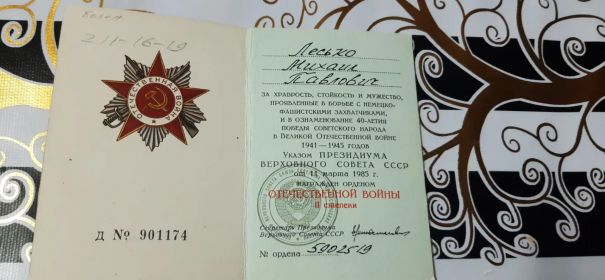 Болен
211-16-19
ОТЕЧЕСТВЕННАЯ ВОЙНА
Д № 901174
Лесько
Михаил
Павлович
ЗА ХРАБРОСТЬ, СТОЙКОСТЬ И МУЖЕСТВО,
ПРОЯВЛЕННЫЕ В БОРЬБЕ С НЕМЕЦКО-
ФАШИСТСКИМИ ЗАХВАТЧИКАМИ,
И В ОЗНАМЕНОВАНИЕ 40-ЛЕТИЯ
ПОБЕДЫ СОВЕТСКОГО НАРОДА
В ВЕЛИКОЙ ОТЕЧЕСТВЕННОЙ ВОЙНЕ
1941—1945 ГОДОВ
Указом ПРЕЗИДИУМА
ВЕРХОВНОГО СОВЕТА СССР
от 11 марта 1985 г.
НАГРАЖДЕН ОРДЕНОМ
ОТЕЧЕСТВЕННОЙ ВОЙНЫ
II степени
Секретарь Президиума
Верховного Совета СССР
№ ордена 5002519